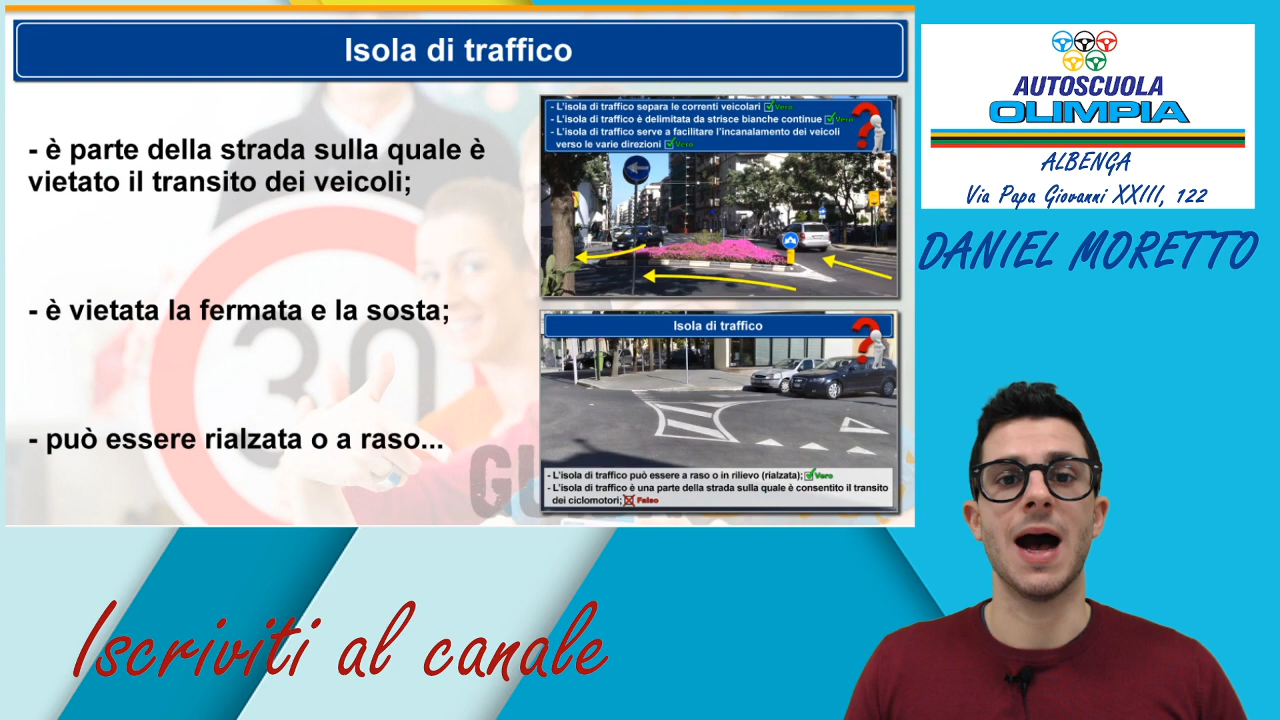 Isola di traffico
- è parte della strada sulla quale è
vietato il transito dei veicoli;
- è vietata la fermata e la sosta;
- può essere rialzata o a raso...
- L'isola di traffico separa le correnti veicolari Vero
- L'isola di traffico è delimitata da strisce bianche continue Vero
- L'isola di traffico serve a facilitare l'incanalamento dei veicoli
verso le varie direzioni Vero
Isola di traffico
- L'isola di traffico può essere a raso o in rilievo (rialzata); Vero
- L'isola di traffico è una parte della strada sulla quale è consentito il transito
dei ciclomotori; Falso
30
AUTOSCUOLA
OLIMPIA
ALBENGA
Via Papa Giovanni XXIII, 122
DANIEL MORETTO
Iscriviti al canale